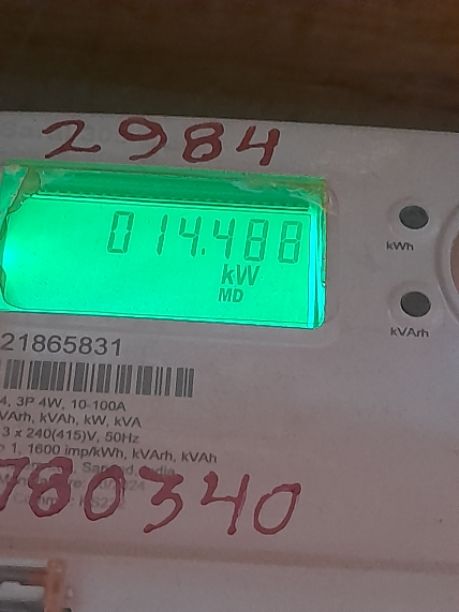 2984
014.488
kW
MD
kWh
kVArh
21865831
4, 3P 4W, 10-100A
VArh, kVAh, kW, kVA
3 x 240(415)V, 50Hz
1, 1600 imp/kWh, kVArh, kVAh
780340